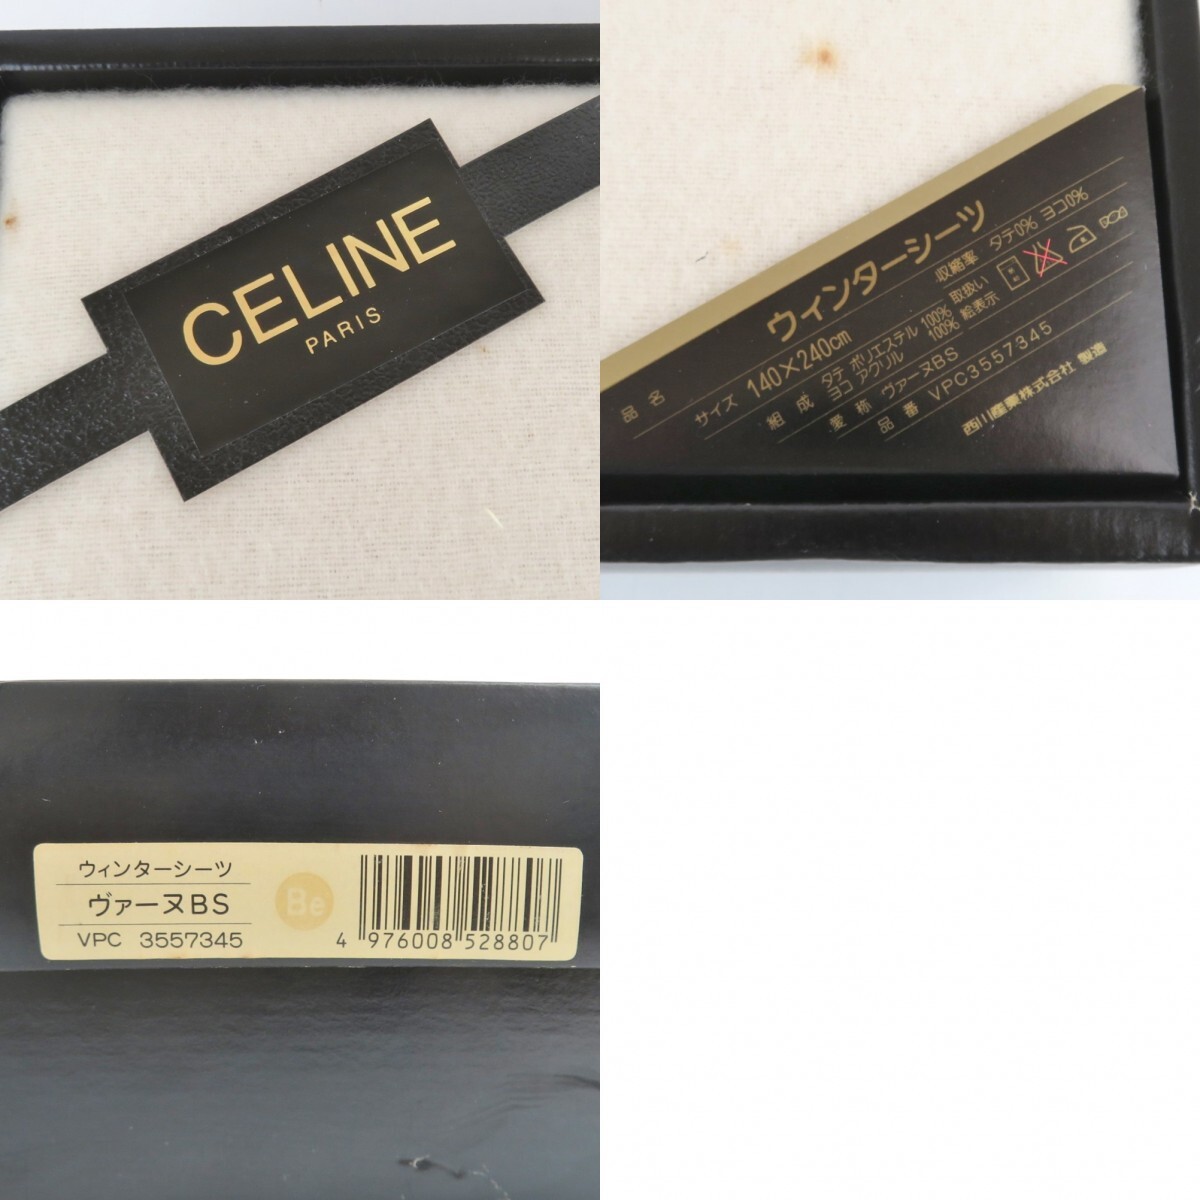 CELINE
PARIS
品名 ウィンターシーツ
サイズ 140×240cm 収縮率 タテ0% ヨコ0%
組成 タテ ポリエステル 100% 取扱い
ヨコ アクリル 100% 絵表示
愛称 ヴァーヌBS
品番 VPC3557345
西川産業株式会社 製造
ウィンターシーツ
ヴァーヌBS
VPC 3557345
Be
4 976008 528807